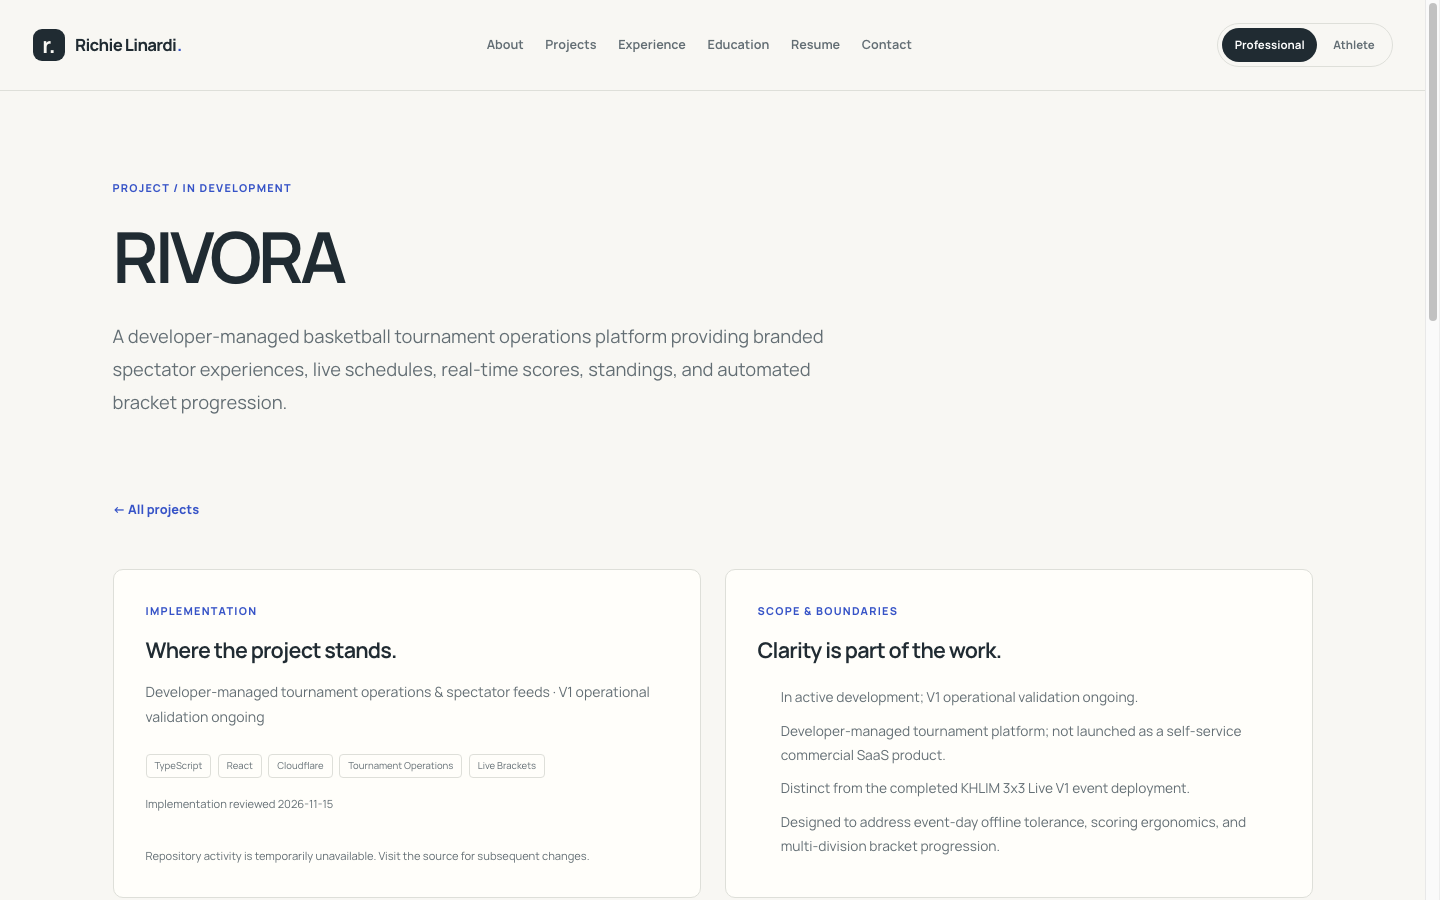 r.
Richie Linardi.
About Projects Experience Education Resume Contact
Professional Athlete
PROJECT / IN DEVELOPMENT
RIVORA
A developer-managed basketball tournament operations platform providing branded
spectator experiences, live schedules, real-time scores, standings, and automated
bracket progression.
← All projects
IMPLEMENTATION
Where the project stands.
Developer-managed tournament operations & spectator feeds · V1 operational
validation ongoing
TypeScript React Cloudflare Tournament Operations Live Brackets
Implementation reviewed 2026-11-15
Repository activity is temporarily unavailable. Visit the source for subsequent changes.
SCOPE & BOUNDARIES
Clarity is part of the work.
In active development; V1 operational validation ongoing.
Developer-managed tournament platform; not launched as a self-service
commercial SaaS product.
Distinct from the completed KHLIM 3x3 Live V1 event deployment.
Designed to address event-day offline tolerance, scoring ergonomics, and
multi-division bracket progression.